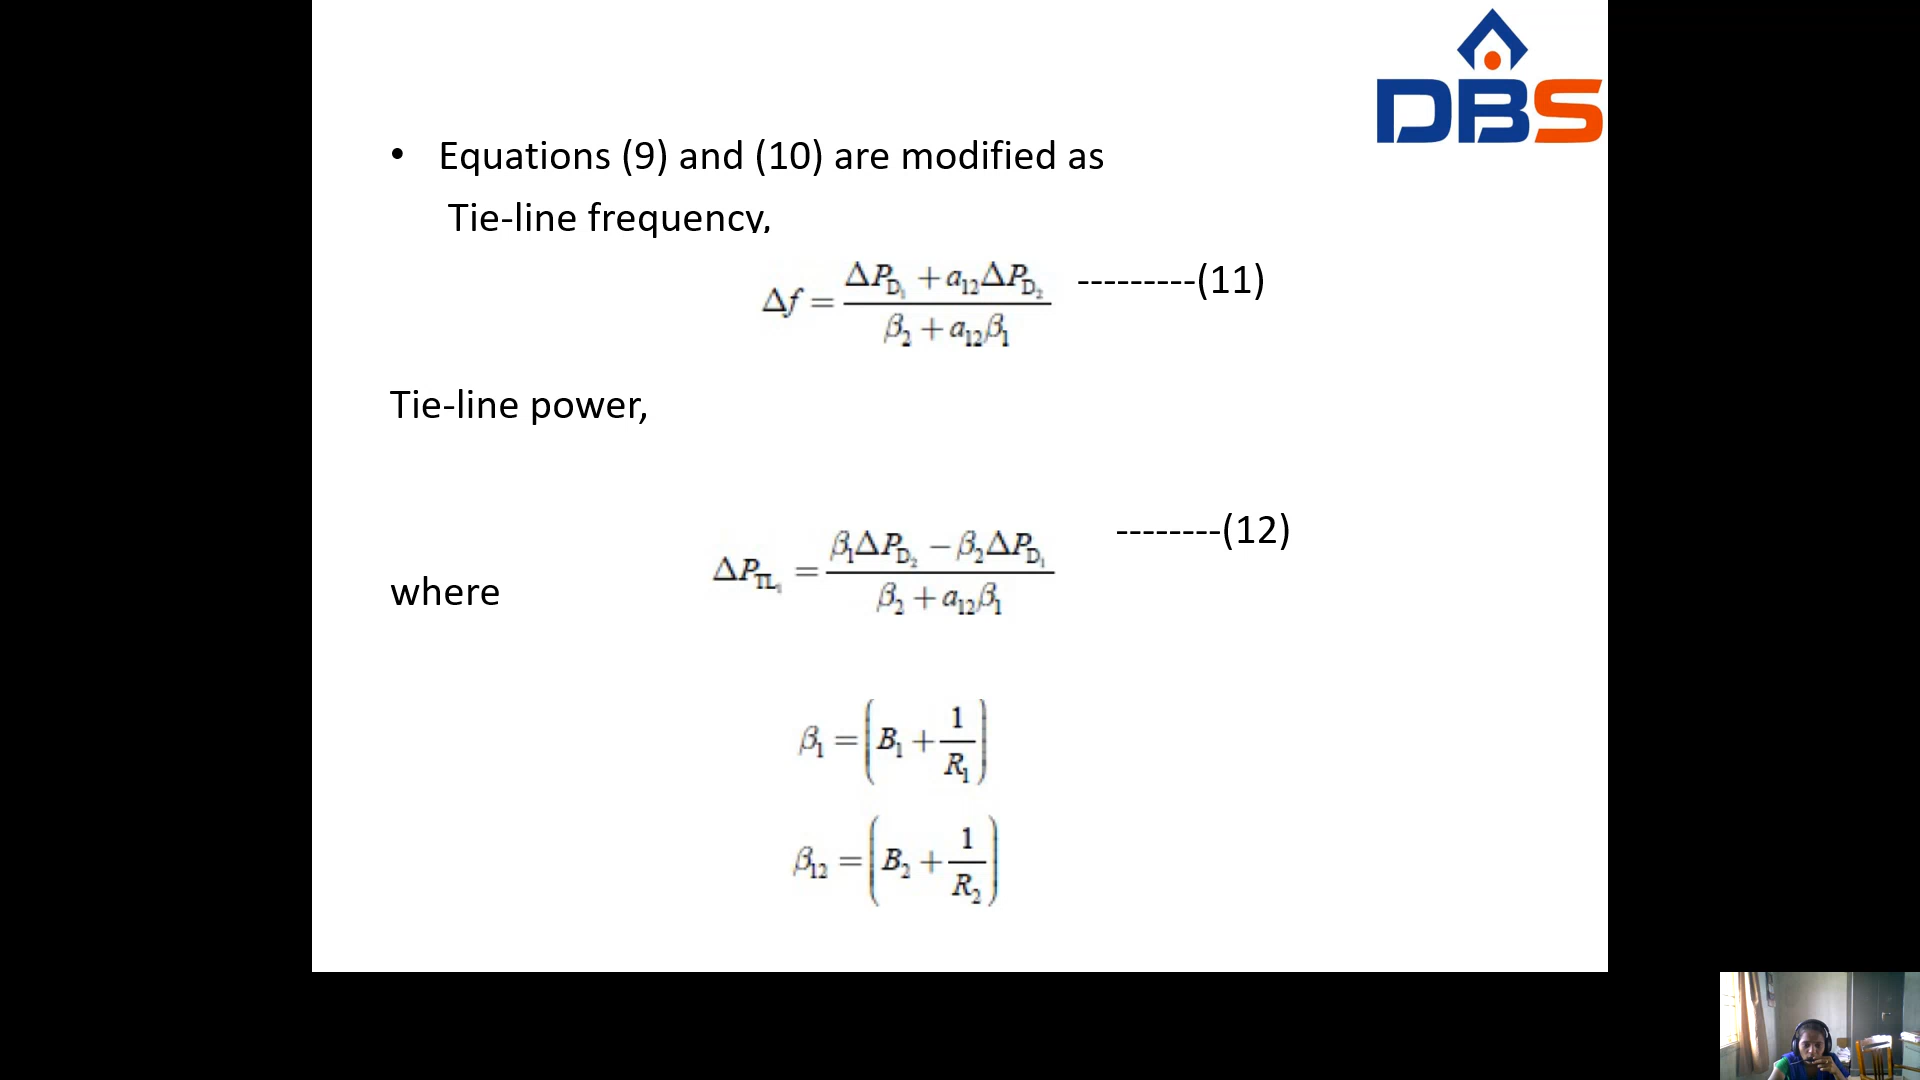 DBS
• Equations (9) and (10) are modified as
Tie-line frequency,
Δf = (ΔP_D₁ + a₁₂ΔP_D₂) / (β₂ + a₁₂β₁) ---------(11)
Tie-line power,
ΔP_TL₁ = (β₁ΔP_D₂ − β₂ΔP_D₁) / (β₂ + a₁₂β₁) --------(12)
where
β₁ = (B₁ + 1/R₁)
β₁₂ = (B₂ + 1/R₂)